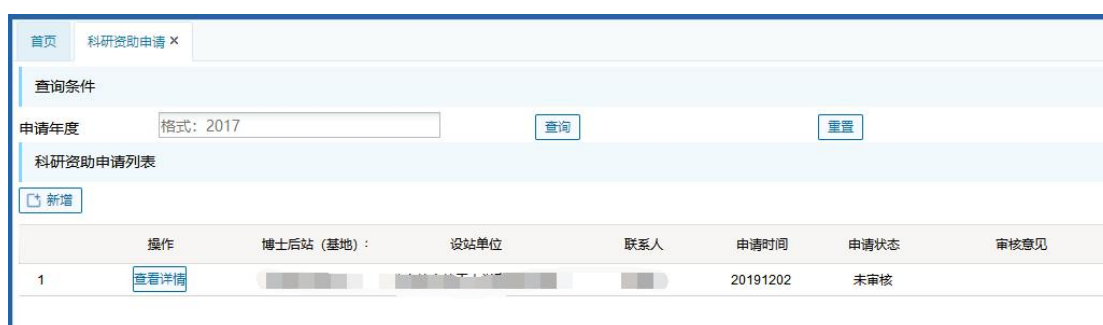 首页 科研资助申请 ×
查询条件
申请年度 格式：2017 查询 重置
科研资助申请列表
新增
操作 博士后站（基地）： 设站单位 联系人 申请时间 申请状态 审核意见
1 查看详情 20191202 未审核